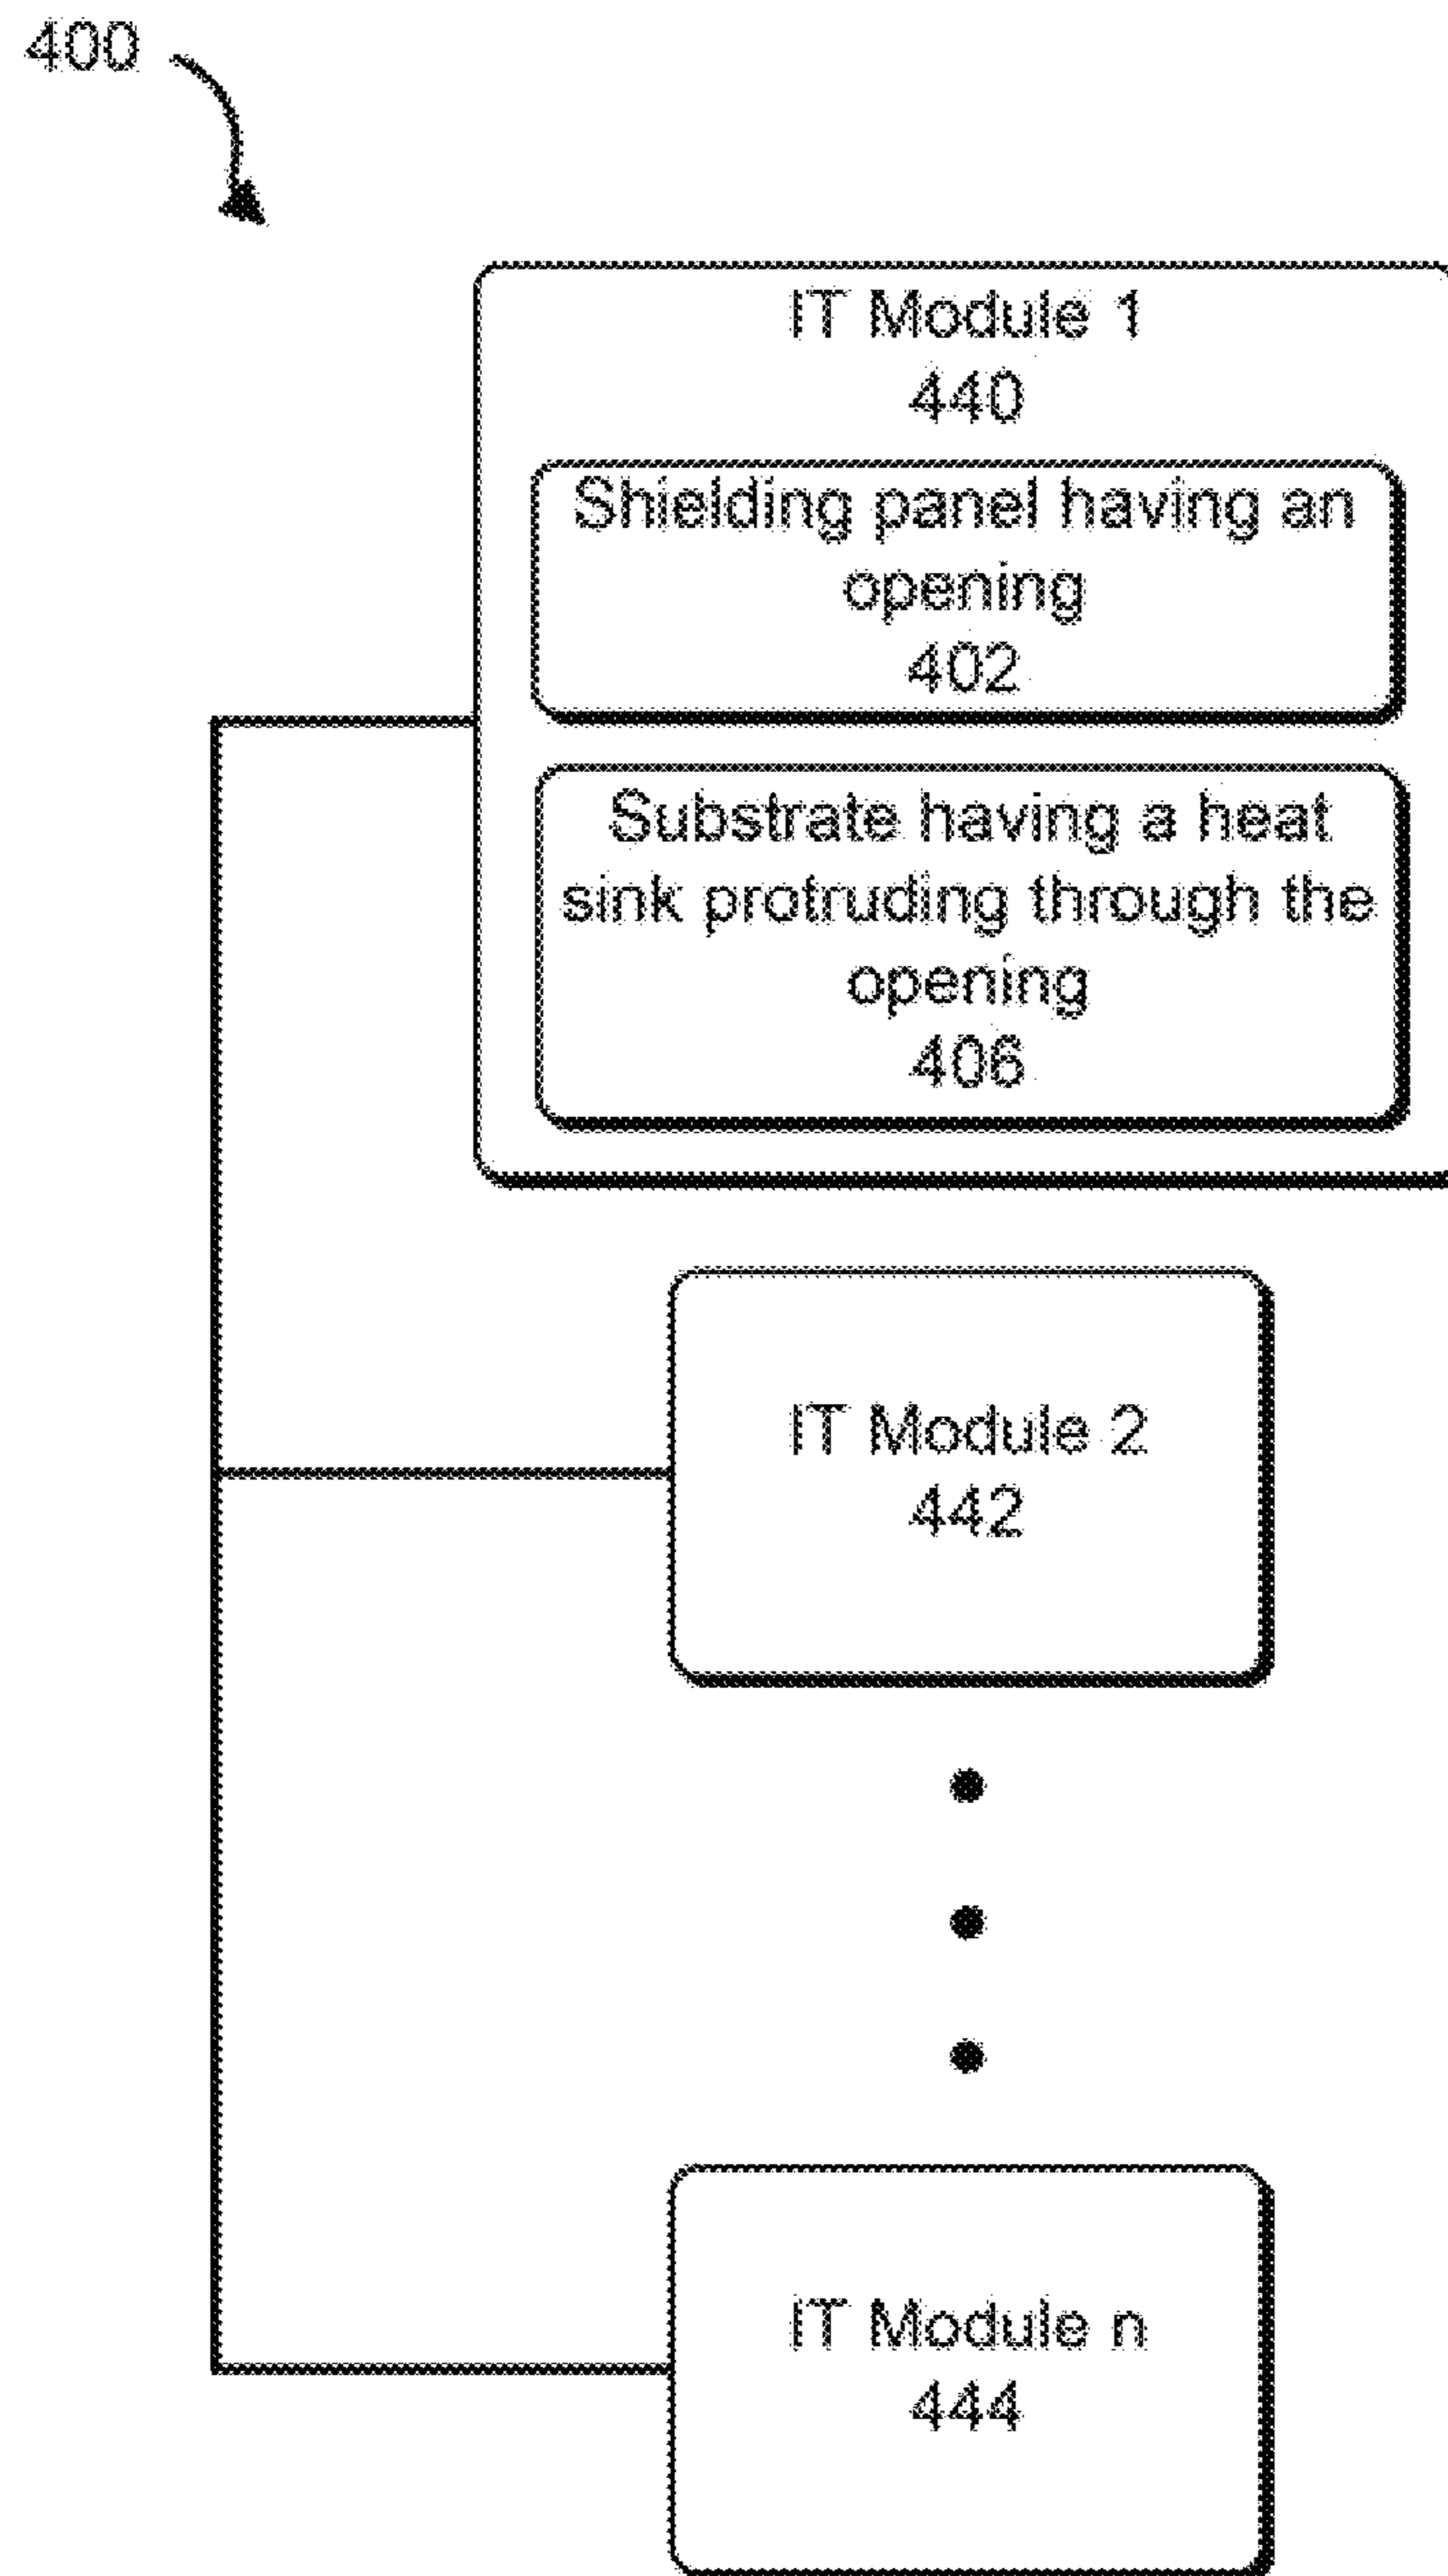 400
IT Module 1
440
Shielding panel having an
opening
402
Substrate having a heat
sink protruding through the
opening
406
IT Module 2
442
IT Module n
444